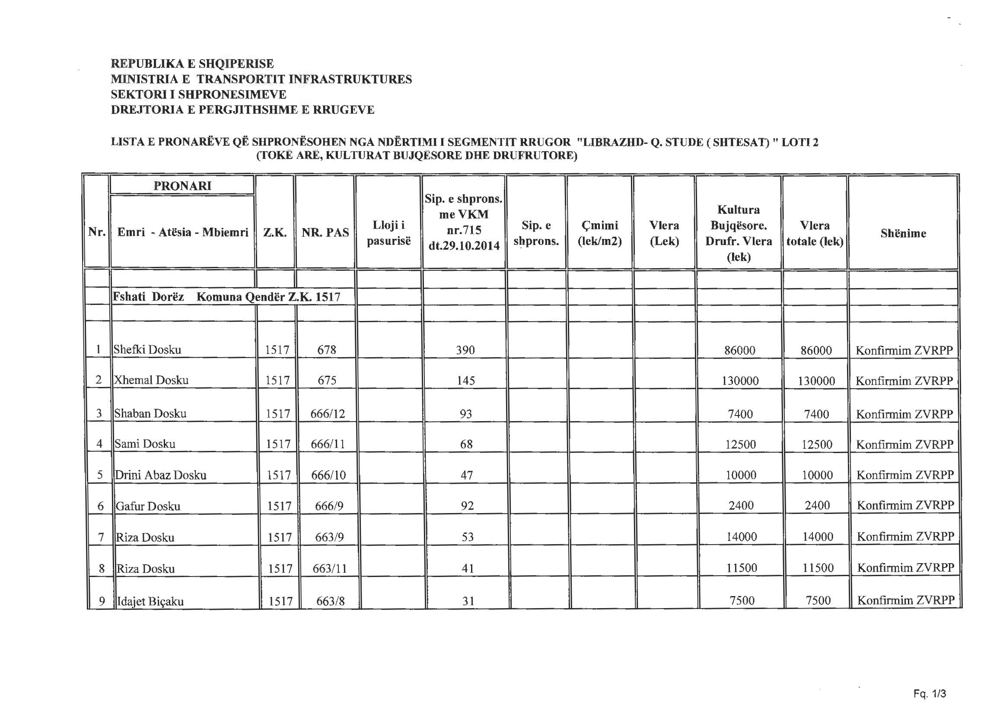 REPUBLIKA E SHQIPERISE
MINISTRIA E TRANSPORTIT INFRASTRUKTURES
SEKTORI I SHPRONESIMEVE
DREJTORIA E PERGJITHSHME E RRUGEVE
LISTA E PRONARËVE QË SHPRONËSOHEN NGA NDËRTIMI I SEGMENTIT RRUGOR "LIBRAZHD- Q. STUDE ( SHTESAT) " LOTI 2
(TOKË ARË, KULTURAT BUJQËSORE DHE DRUFRUTORE)
PRONARI
Nr.
Emri - Atësia - Mbiemri
Z.K.
NR. PAS
Lloji i
pasurisë
Sip. e shprons.
me VKM
nr.715
dt.29.10.2014
Sip. e
shprons.
Çmimi
(lek/m2)
Vlera
(Lek)
Kultura
Bujqësore.
Drufr. Vlera
(lek)
Vlera
totale (lek)
Shënime
Fshati Dorëz Komuna Qendër Z.K. 1517
1 Shefki Dosku 1517 678 390 86000 86000 Konfirmim ZVRPP
2 Xhemal Dosku 1517 675 145 130000 130000 Konfirmim ZVRPP
3 Shaban Dosku 1517 666/12 93 7400 7400 Konfirmim ZVRPP
4 Sami Dosku 1517 666/11 68 12500 12500 Konfirmim ZVRPP
5 Drini Abaz Dosku 1517 666/10 47 10000 10000 Konfirmim ZVRPP
6 Gafur Dosku 1517 666/9 92 2400 2400 Konfirmim ZVRPP
7 Riza Dosku 1517 663/9 53 14000 14000 Konfirmim ZVRPP
8 Riza Dosku 1517 663/11 41 11500 11500 Konfirmim ZVRPP
9 Idajet Biçaku 1517 663/8 31 7500 7500 Konfirmim ZVRPP
Fq. 1/3